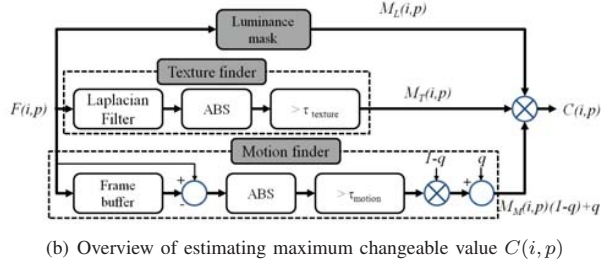 M_L(i,p)
Luminance mask
Texture finder
F(i,p)
Laplacian Filter
ABS
> τ_texture
M_T(i,p)
C(i,p)
Motion finder
1-q
q
+
-
+
Frame buffer
ABS
> τ_motion
M_M(i,p)(1-q)+q
(b) Overview of estimating maximum changeable value C(i, p)